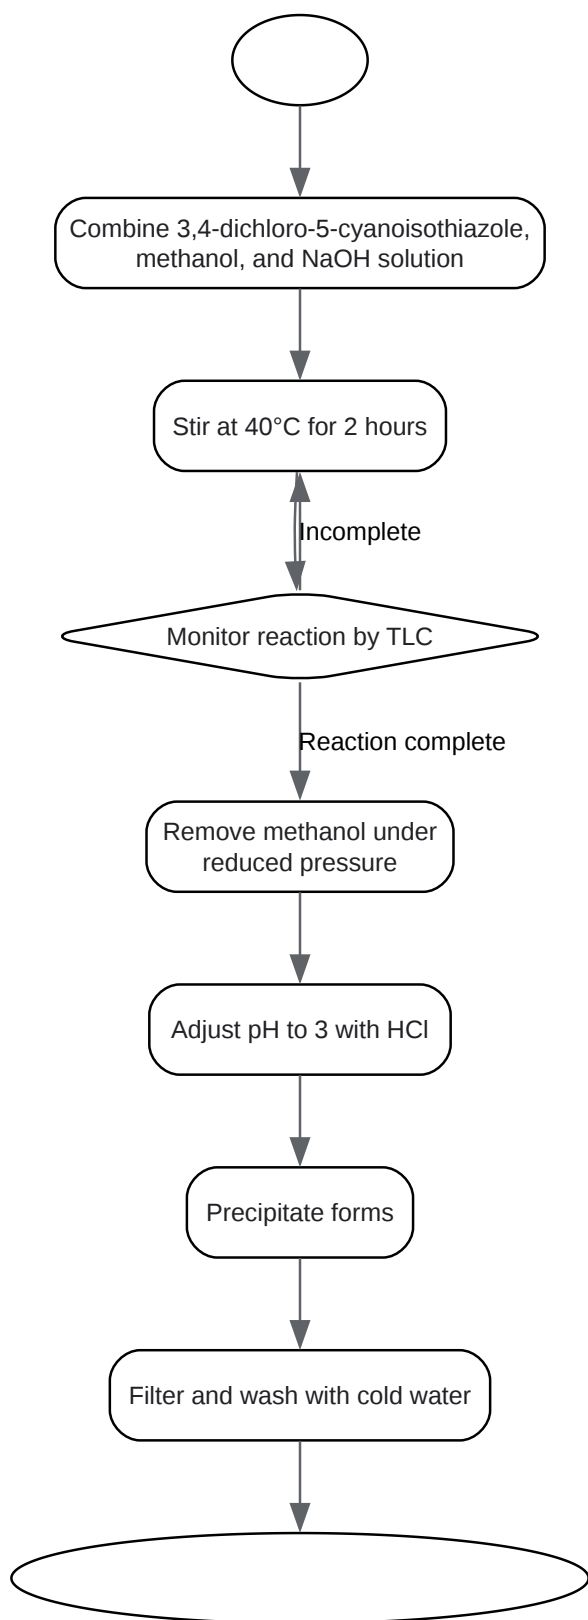 Combine 3,4-dichloro-5-cyanoisothiazole,
methanol, and NaOH solution
Stir at 40°C for 2 hours
Incomplete
Monitor reaction by TLC
Reaction complete
Remove methanol under
reduced pressure
Adjust pH to 3 with HCl
Precipitate forms
Filter and wash with cold water